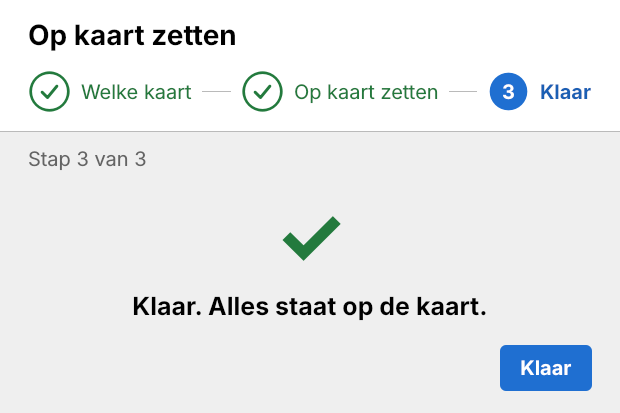 Op kaart zetten
Welke kaart
Op kaart zetten
3 Klaar
Stap 3 van 3
Klaar. Alles staat op de kaart.
Klaar